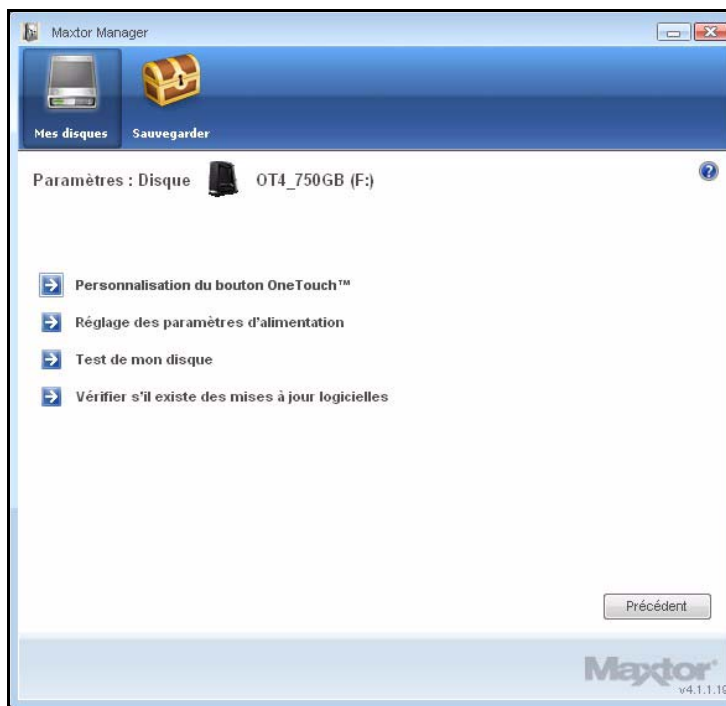 Maxtor Manager
Mes disques
Sauvegarder
Paramètres : Disque OT4_750GB (F:)
Personnalisation du bouton OneTouch™
Réglage des paramètres d'alimentation
Test de mon disque
Vérifier s'il existe des mises à jour logicielles
Précédent
Maxtor